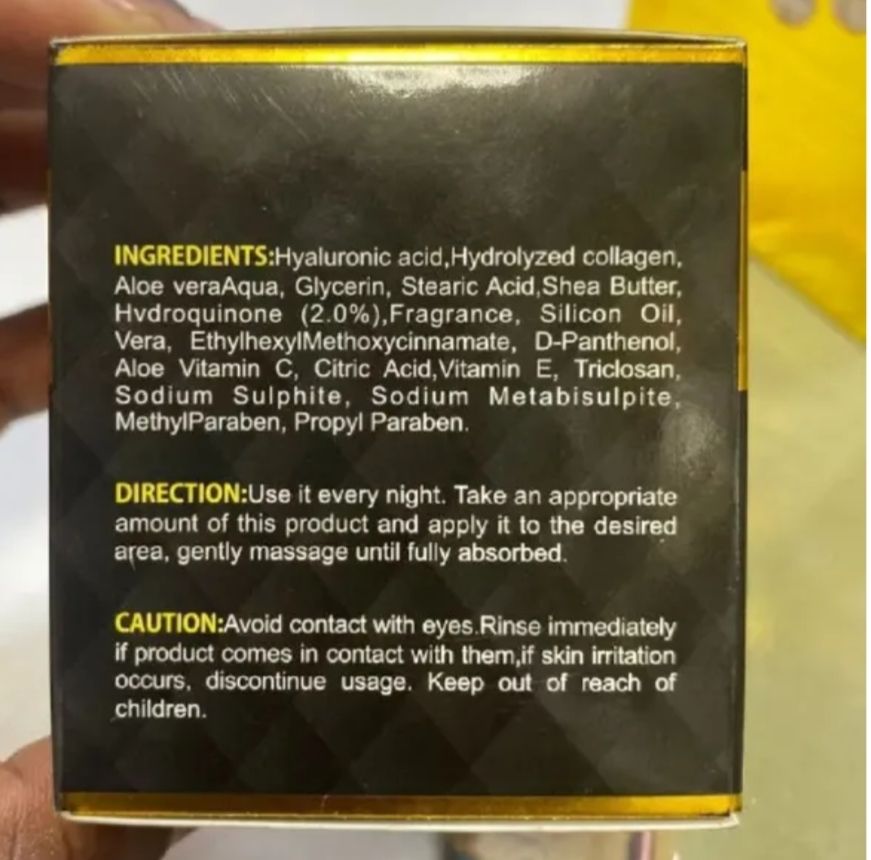 INGREDIENTS:Hyaluronic acid,Hydrolyzed collagen,
Aloe veraAqua, Glycerin, Stearic Acid,Shea Butter,
Hvdroquinone (2.0%),Fragrance, Silicon Oil,
Vera, EthylhexylMethoxycinnamate, D-Panthenol,
Aloe Vitamin C, Citric Acid,Vitamin E, Triclosan,
Sodium Sulphite, Sodium Metabisulpite,
MethylParaben, Propyl Paraben.
DIRECTION:Use it every night. Take an appropriate
amount of this product and apply it to the desired
area, gently massage until fully absorbed.
CAUTION:Avoid contact with eyes.Rinse immediately
if product comes in contact with them,if skin irritation
occurs, discontinue usage. Keep out of reach of
children.